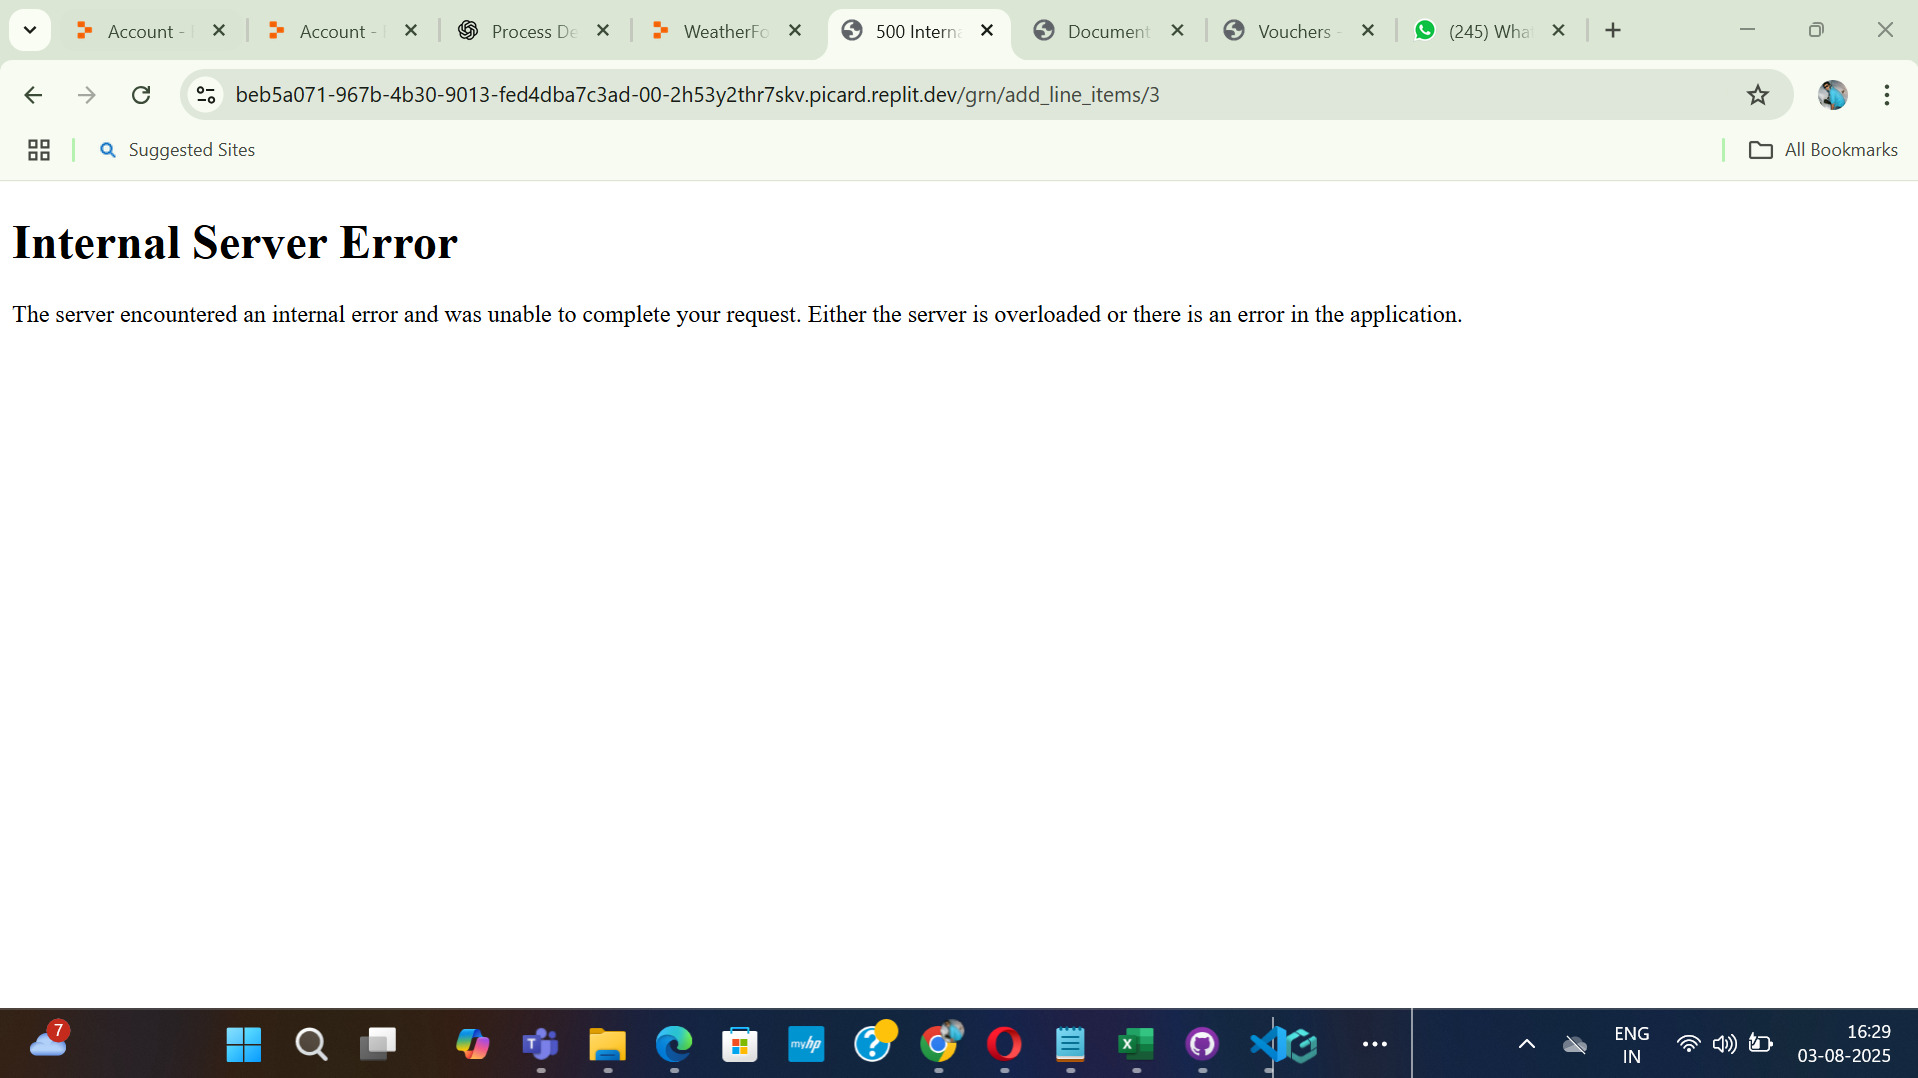 Account -
Account -
Process De
WeatherFo
500 Interna
Document
Vouchers -
(245) What
beb5a071-967b-4b30-9013-fed4dba7c3ad-00-2h53y2thr7skv.picard.replit.dev/grn/add_line_items/3
Suggested Sites
All Bookmarks
Internal Server Error
The server encountered an internal error and was unable to complete your request. Either the server is overloaded or there is an error in the application.
7
myhp
ENG
IN
16:29
03-08-2025